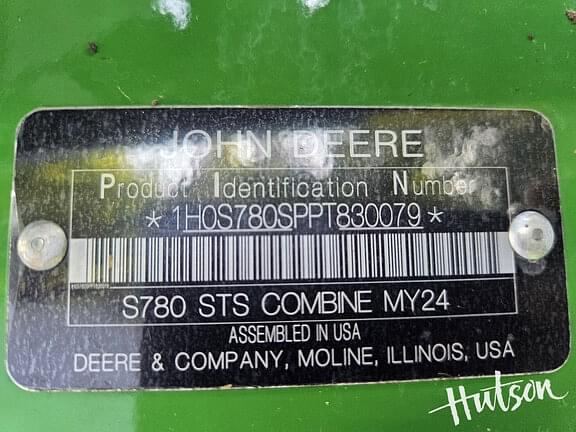 JOHN DEERE
Product Identification Number
*1H0S780SPPT830079*
S780 STS COMBINE MY24
ASSEMBLED IN USA
DEERE & COMPANY, MOLINE, ILLINOIS, USA
Hutson